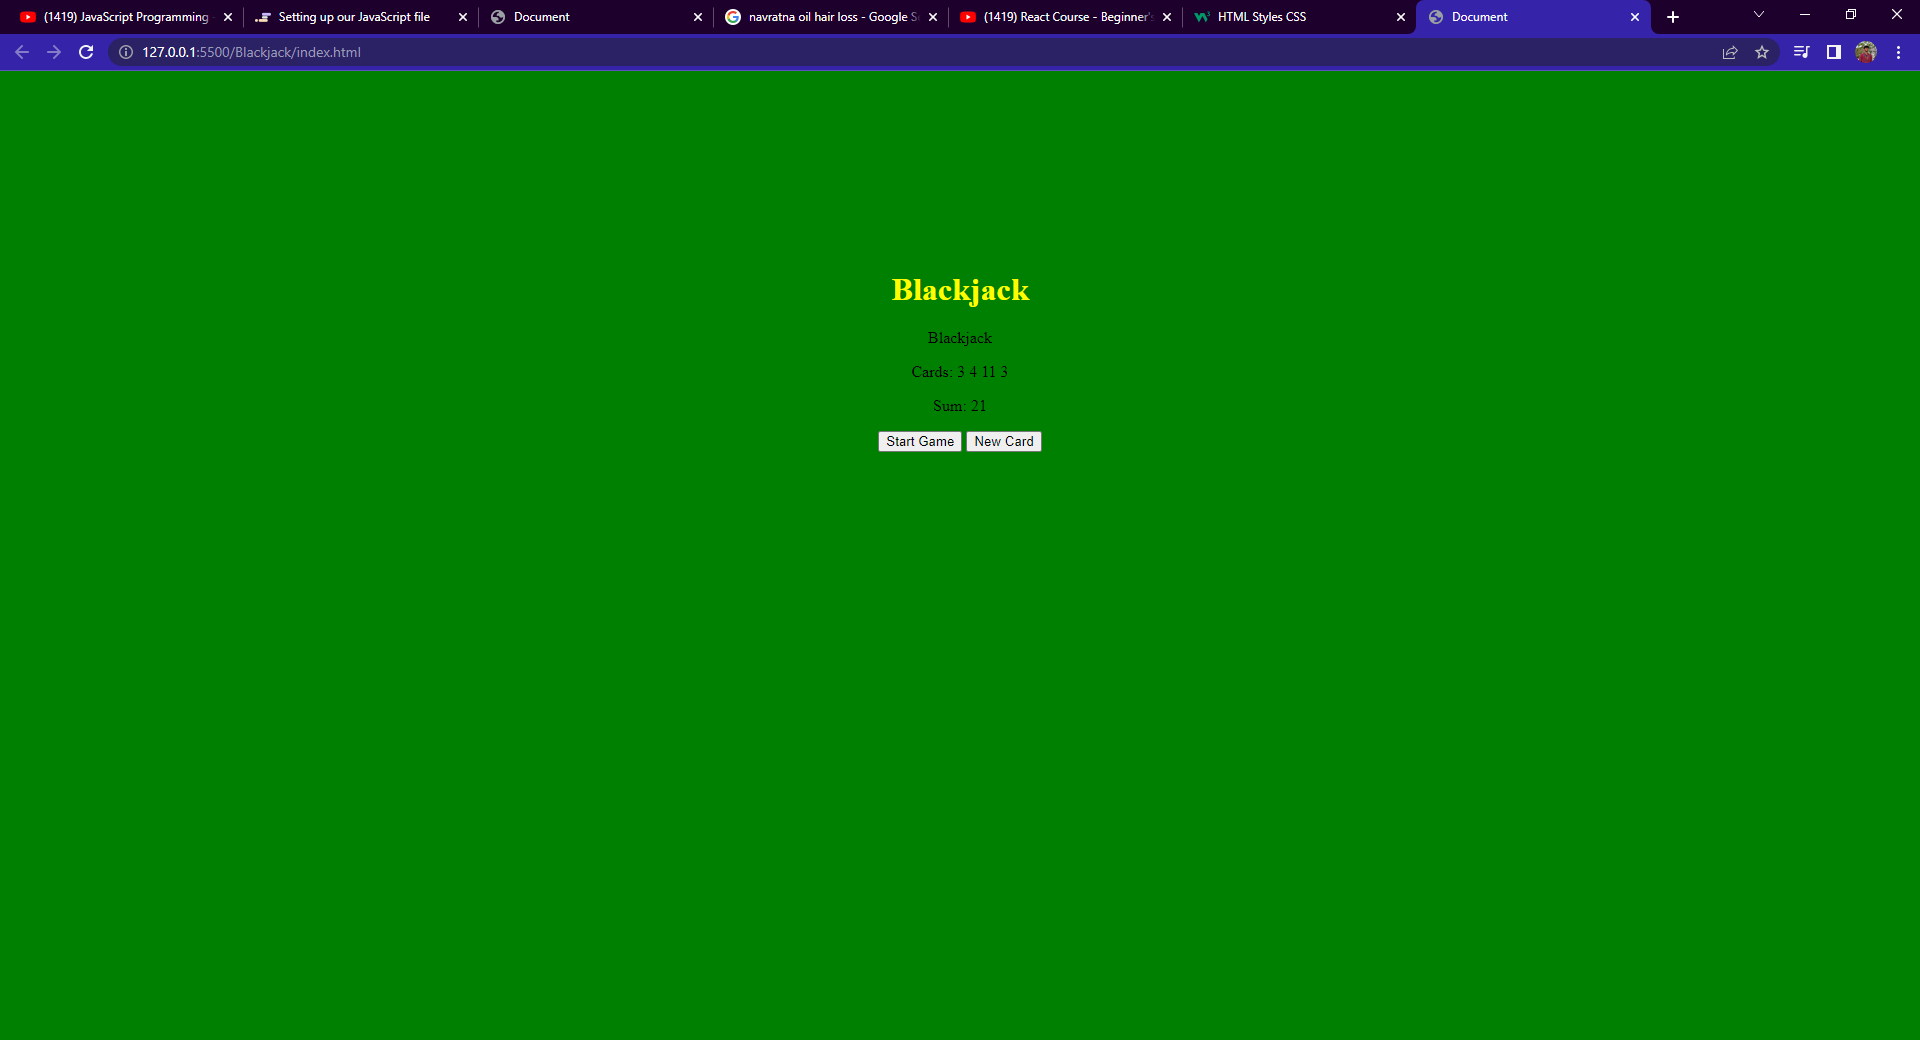 (1419) JavaScript Programming
Setting up our JavaScript file
Document
navratna oil hair loss - Google S
(1419) React Course - Beginner's
HTML Styles CSS
Document
127.0.0.1:5500/Blackjack/index.html
Blackjack
Blackjack
Cards: 3 4 11 3
Sum: 21
Start Game New Card